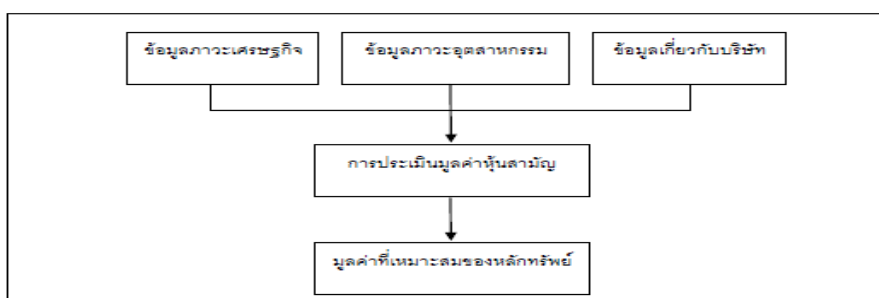 ข้อมูลภาวะเศรษฐกิจ
ข้อมูลภาวะอุตสาหกรรม
ข้อมูลเกี่ยวกับบริษัท
การประเมินมูลค่าหุ้นสามัญ
มูลค่าที่เหมาะสมของหลักทรัพย์